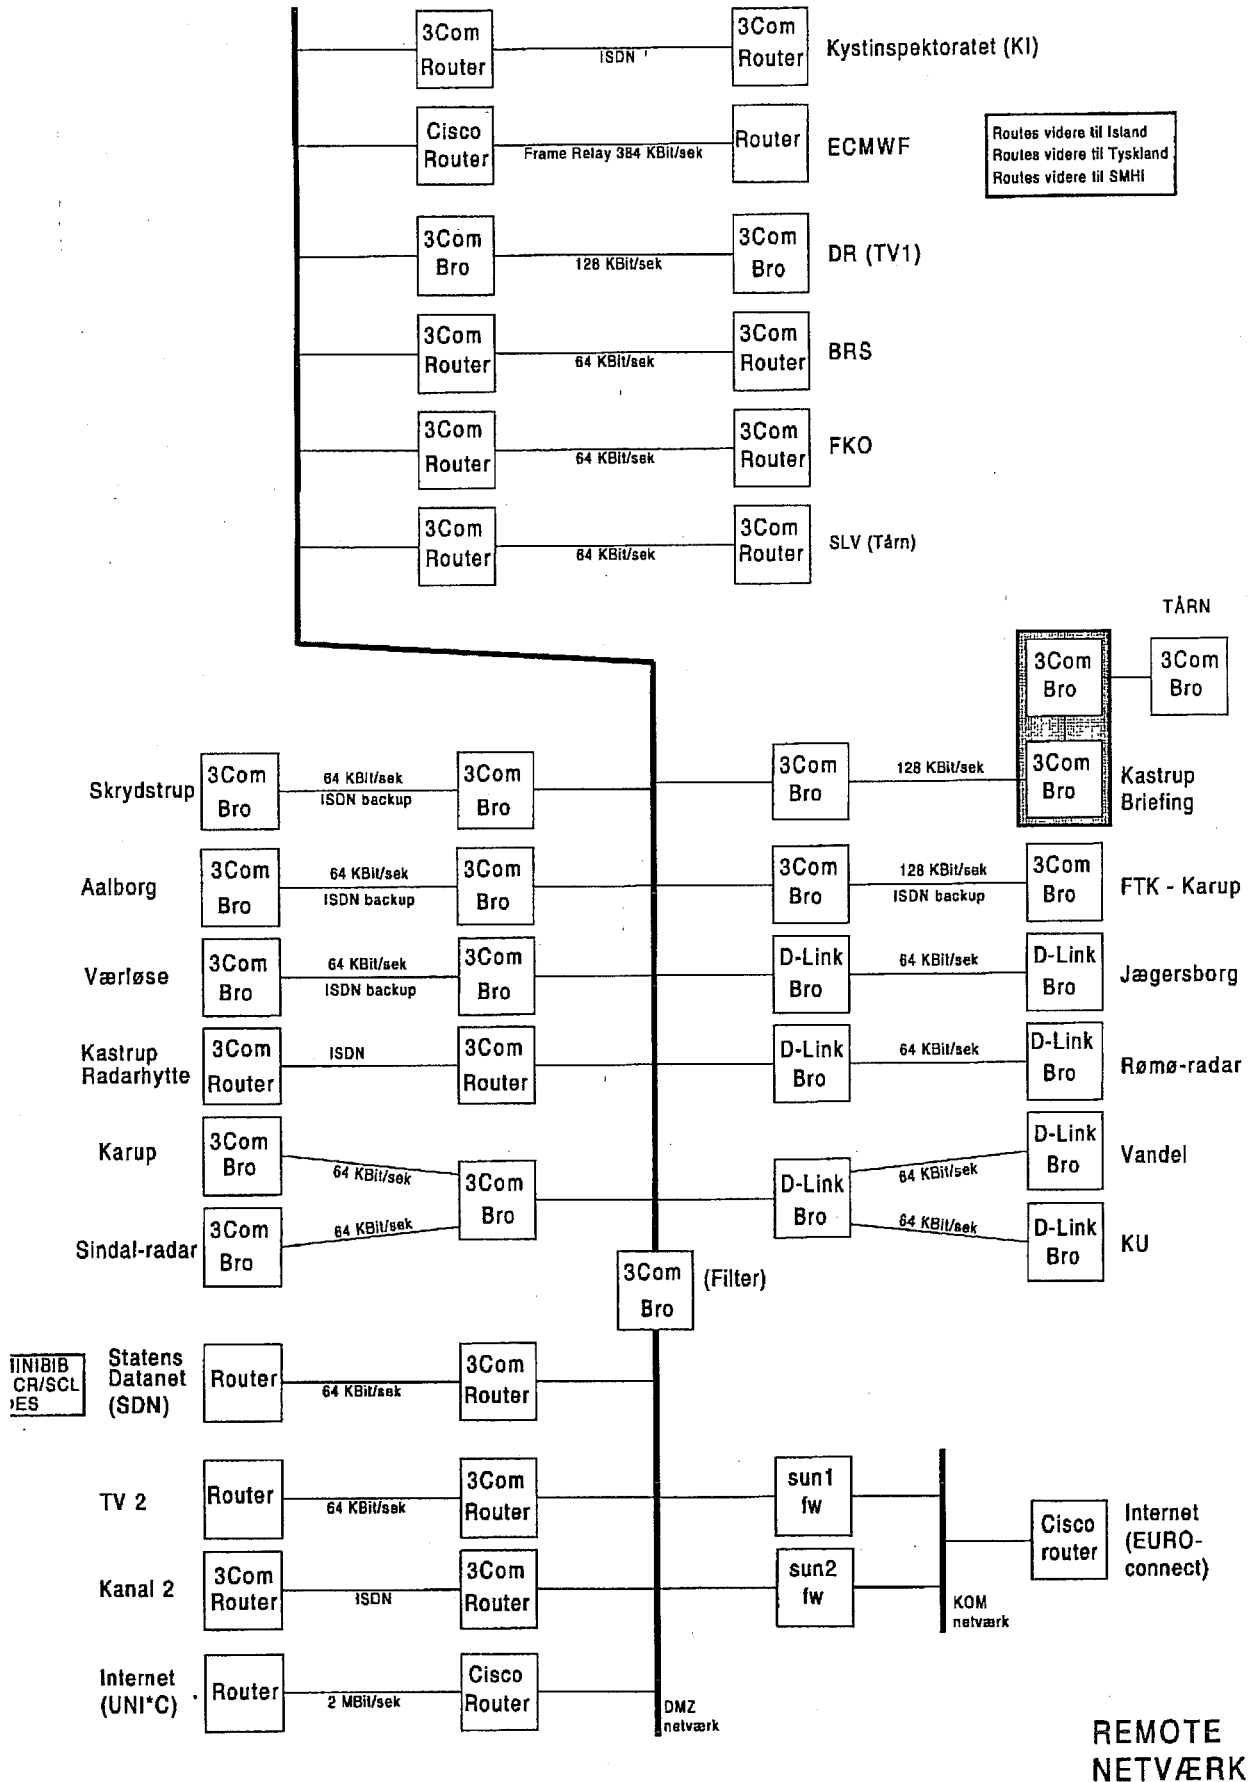 3Com
Router
ISDN
3Com
Router
Kystinspektoratet (KI)
Cisco
Router
Frame Relay 384 KBit/sek
Router
ECMWF
Routes videre til Island
Routes videre til Tyskland
Routes videre til SMHI
3Com
Bro
128 KBit/sek
3Com
Bro
DR (TV1)
3Com
Router
64 KBit/sek
3Com
Router
BRS
3Com
Router
64 KBit/sek
3Com
Router
FKO
3Com
Router
64 KBit/sek
3Com
Router
SLV (Tårn)
TÅRN
3Com
Bro
3Com
Bro
Skrydstrup
3Com
Bro
64 KBit/sek
ISDN backup
3Com
Bro
3Com
Bro
128 KBit/sek
3Com
Bro
Kastrup
Briefing
Aalborg
3Com
Bro
64 KBit/sek
ISDN backup
3Com
Bro
3Com
Bro
128 KBit/sek
ISDN backup
3Com
Bro
FTK - Karup
Værløse
3Com
Bro
64 KBit/sek
ISDN backup
3Com
Bro
D-Link
Bro
64 KBit/sek
D-Link
Bro
Jægersborg
Kastrup
Radarhytte
3Com
Router
ISDN
3Com
Router
D-Link
Bro
64 KBit/sek
D-Link
Bro
Rømø-radar
Karup
3Com
Bro
64 KBit/sek
3Com
Bro
D-Link
Bro
64 KBit/sek
D-Link
Bro
Vandel
Sindal-radar
3Com
Bro
64 KBit/sek
64 KBit/sek
D-Link
Bro
KU
3Com
Bro
(Filter)
IINIBIB
CR/SCL
ES
Statens
Datanet
(SDN)
Router
64 KBit/sek
3Com
Router
TV 2
Router
64 KBit/sek
3Com
Router
sun1
fw
Kanal 2
3Com
Router
ISDN
3Com
Router
sun2
fw
KOM
netværk
Cisco
router
Internet
(EURO-
connect)
Internet
(UNI*C)
Router
2 MBit/sek
Cisco
Router
DMZ
netværk
REMOTE
NETVÆRK